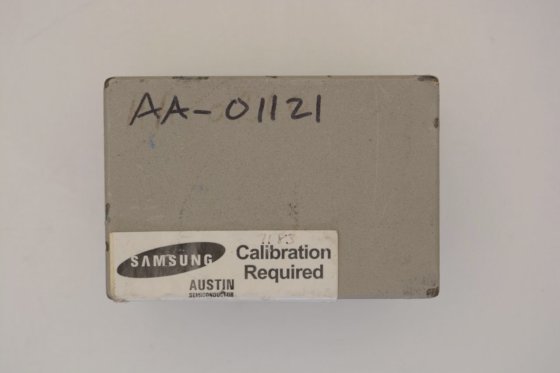 AA-01121
SAMSUNG
AUSTIN
SEMICONDUCTOR
Calibration
Required